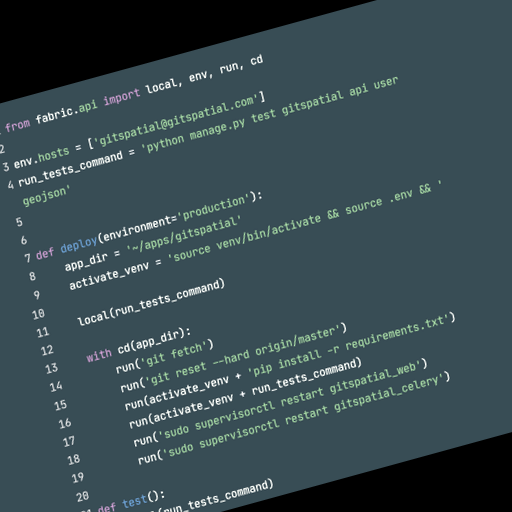 from fabric.api import local, env, run, cd
2
3 env.hosts = ['gitspatial@gitspatial.com']
4 run_tests_command = 'python manage.py test gitspatial api user
geojson'
5
6
7 def deploy(environment='production'):
8 app_dir = '~/apps/gitspatial'
9 activate_venv = 'source venv/bin/activate && source .env && '
10
11 local(run_tests_command)
12
13 with cd(app_dir):
14 run('git fetch')
15 run('git reset --hard origin/master')
16 run(activate_venv + 'pip install -r requirements.txt')
17 run(activate_venv + run_tests_command)
18 run('sudo supervisorctl restart gitspatial_web')
19 run('sudo supervisorctl restart gitspatial_celery')
20
def test():
(run_tests_command)